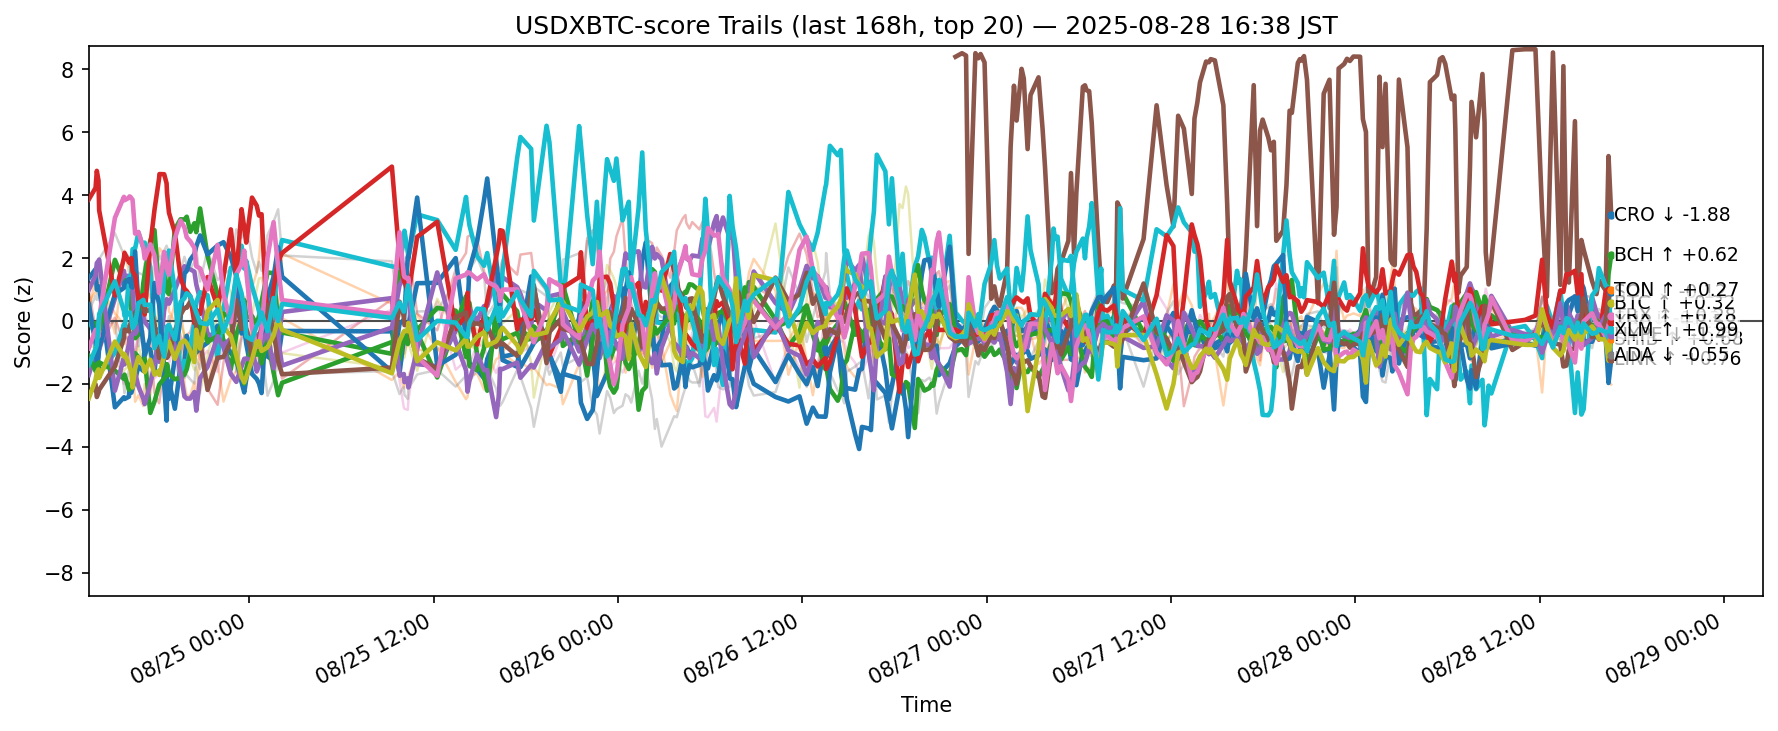 USDXBTC-score Trails (last 168h, top 20) — 2025-08-28 16:38 JST
Score (z)
8
6
4
2
0
−2
−4
−6
−8
CRO ↓ -1.88
BCH ↑ +0.62
TON ↑ +0.27
BTC ↑ +0.32
XLM ↑ +0.99
ADA ↓ -0.55
08/25 00:00
08/25 12:00
08/26 00:00
08/26 12:00
08/27 00:00
08/27 12:00
08/28 00:00
08/28 12:00
08/29 00:00
Time